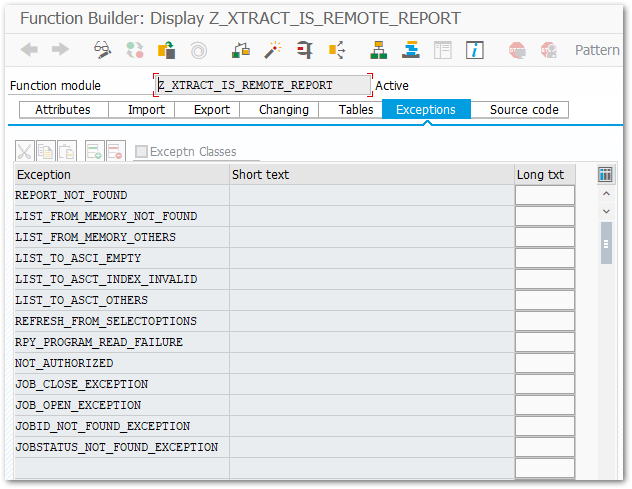 Function Builder: Display Z_XTRACT_IS_REMOTE_REPORT
Pattern
Function module Z_XTRACT_IS_REMOTE_REPORT Active
Attributes Import Export Changing Tables Exceptions Source code
Exceptn Classes
Exception Short text Long txt
REPORT_NOT_FOUND
LIST_FROM_MEMORY_NOT_FOUND
LIST_FROM_MEMORY_OTHERS
LIST_TO_ASCI_EMPTY
LIST_TO_ASCT_INDEX_INVALID
LIST_TO_ASCT_OTHERS
REFRESH_FROM_SELECTOPTIONS
RPY_PROGRAM_READ_FAILURE
NOT_AUTHORIZED
JOB_CLOSE_EXCEPTION
JOB_OPEN_EXCEPTION
JOBID_NOT_FOUND_EXCEPTION
JOBSTATUS_NOT_FOUND_EXCEPTION